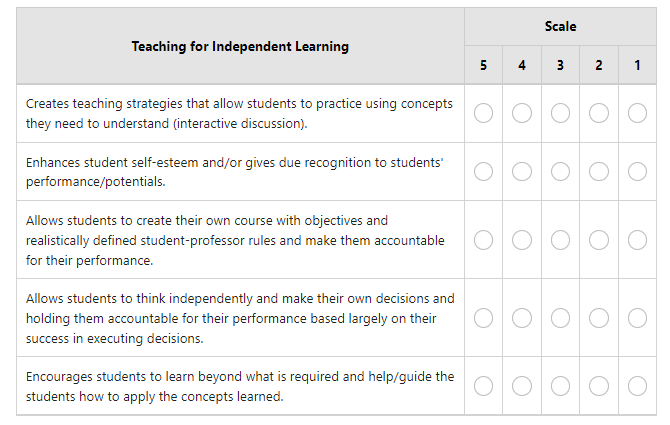 Teaching for Independent Learning
Scale
5 4 3 2 1
Creates teaching strategies that allow students to practice using concepts
they need to understand (interactive discussion).
Enhances student self-esteem and/or gives due recognition to students'
performance/potentials.
Allows students to create their own course with objectives and
realistically defined student-professor rules and make them accountable
for their performance.
Allows students to think independently and make their own decisions and
holding them accountable for their performance based largely on their
success in executing decisions.
Encourages students to learn beyond what is required and help/guide the
students how to apply the concepts learned.